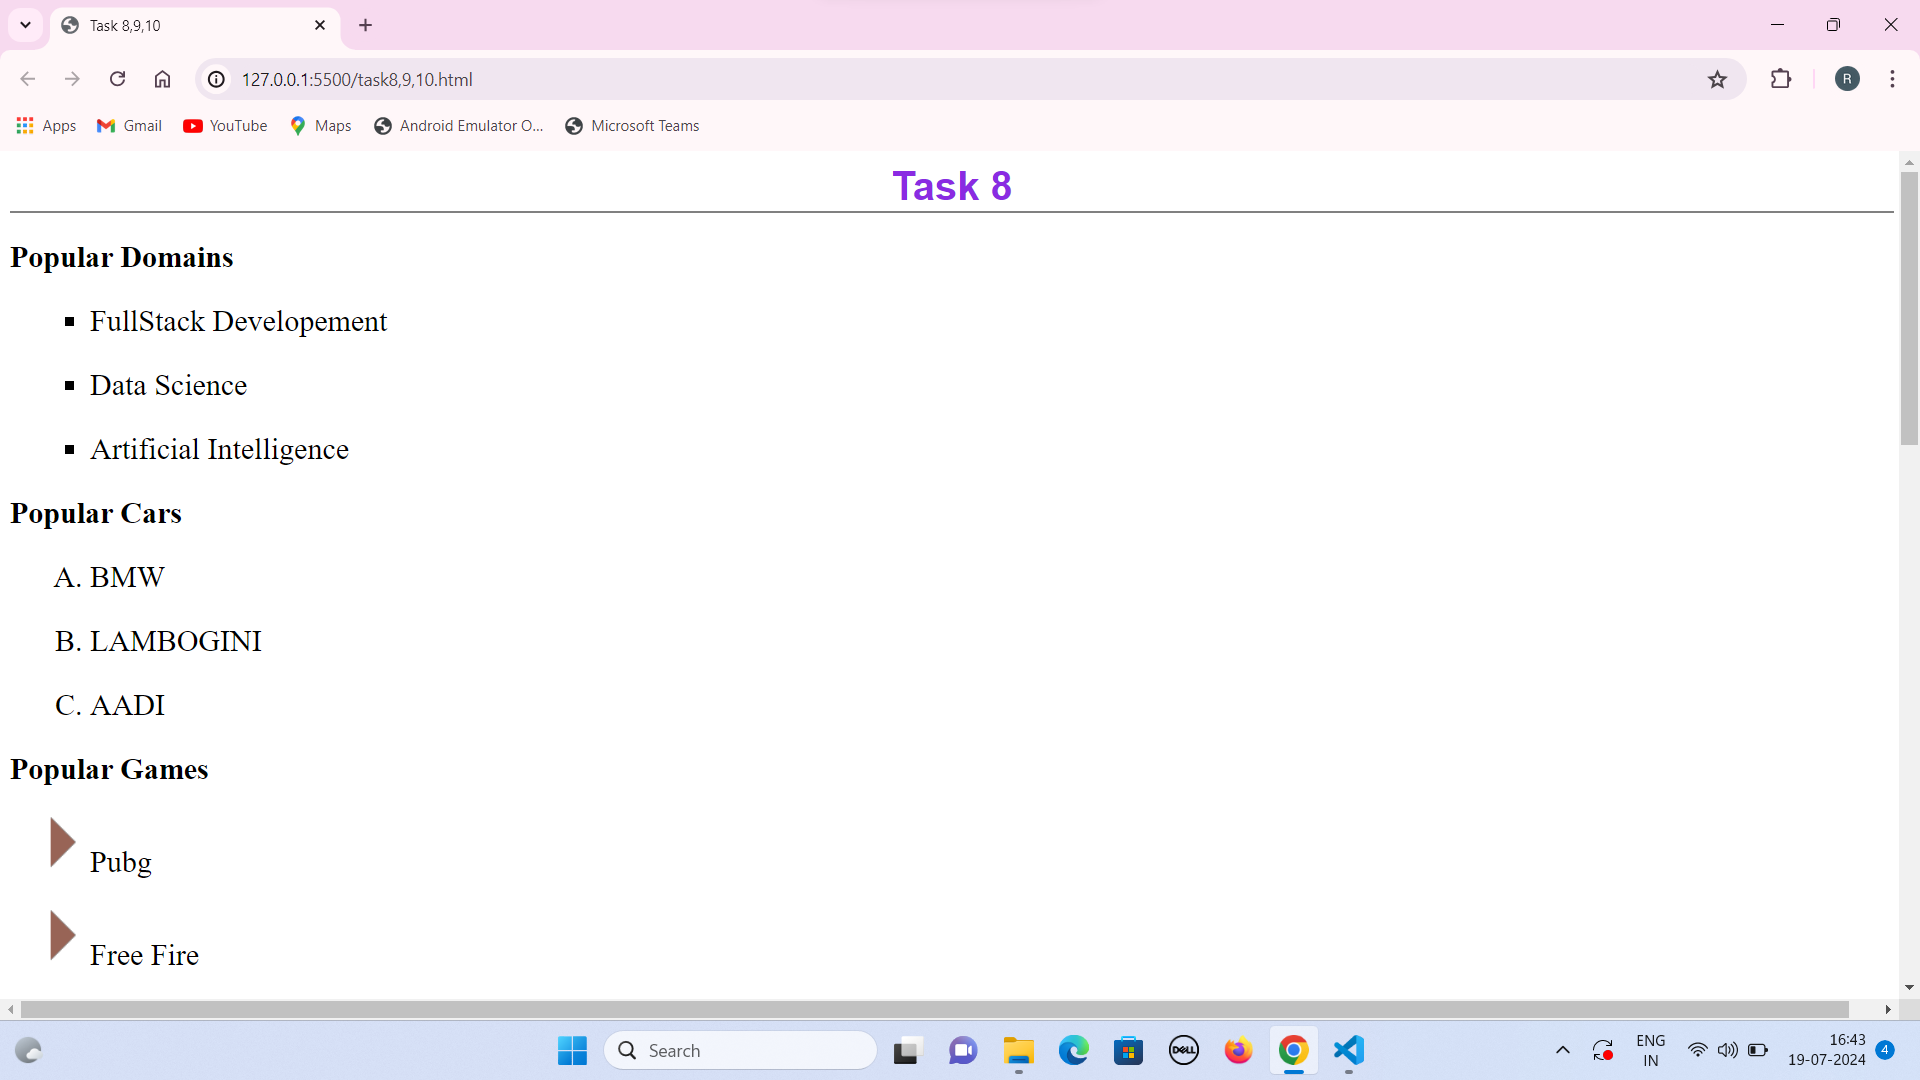 Task 8,9,10
127.0.0.1:5500/task8,9,10.html
R
Apps Gmail YouTube Maps Android Emulator O... Microsoft Teams
Task 8
Popular Domains
FullStack Developement
Data Science
Artificial Intelligence
Popular Cars
A. BMW
B. LAMBOGINI
C. AADI
Popular Games
Pubg
Free Fire
Search
DELL
ENG
IN
16:43
19-07-2024
4